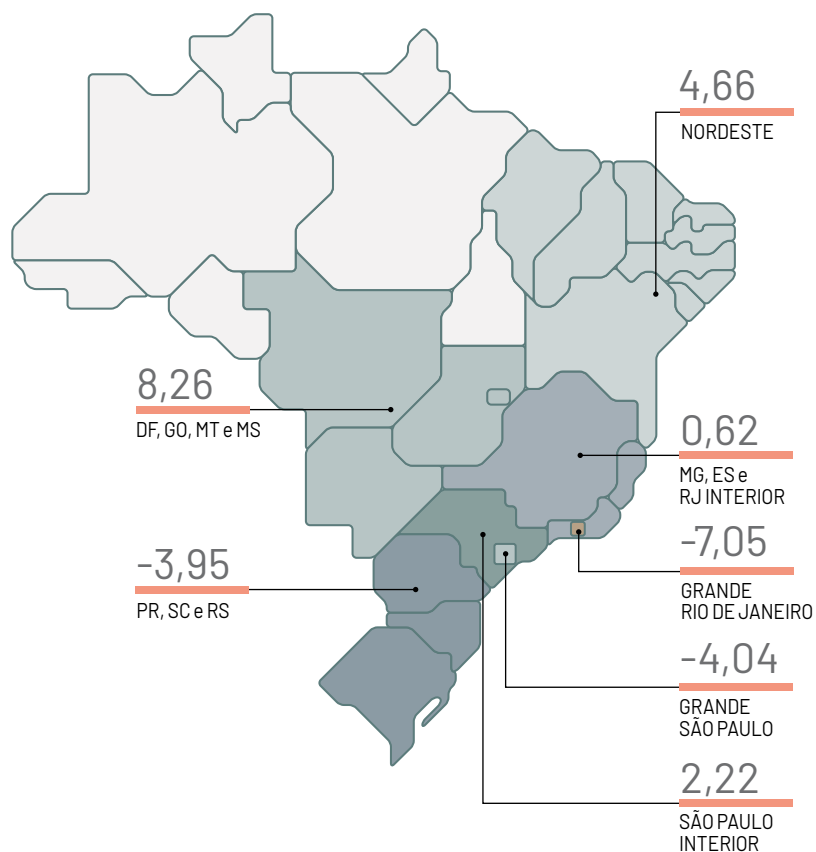 4,66
NORDESTE
8,26
DF, GO, MT e MS
0,62
MG, ES e
RJ INTERIOR
-7,05
GRANDE
RIO DE JANEIRO
-3,95
PR, SC e RS
-4,04
GRANDE
SÃO PAULO
2,22
SÃO PAULO
INTERIOR